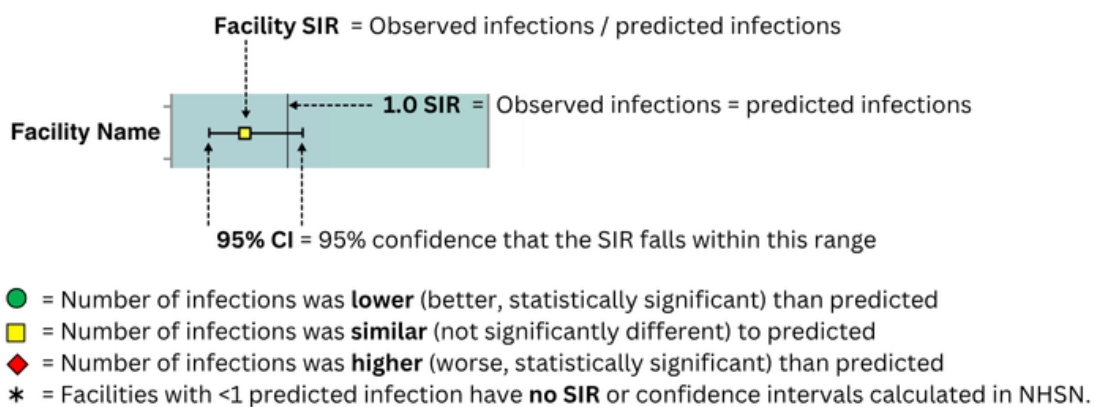 Facility SIR = Observed infections / predicted infections
1.0 SIR = Observed infections = predicted infections
Facility Name
95% CI = 95% confidence that the SIR falls within this range
= Number of infections was lower (better, statistically significant) than predicted
= Number of infections was similar (not significantly different) to predicted
= Number of infections was higher (worse, statistically significant) than predicted
* = Facilities with <1 predicted infection have no SIR or confidence intervals calculated in NHSN.